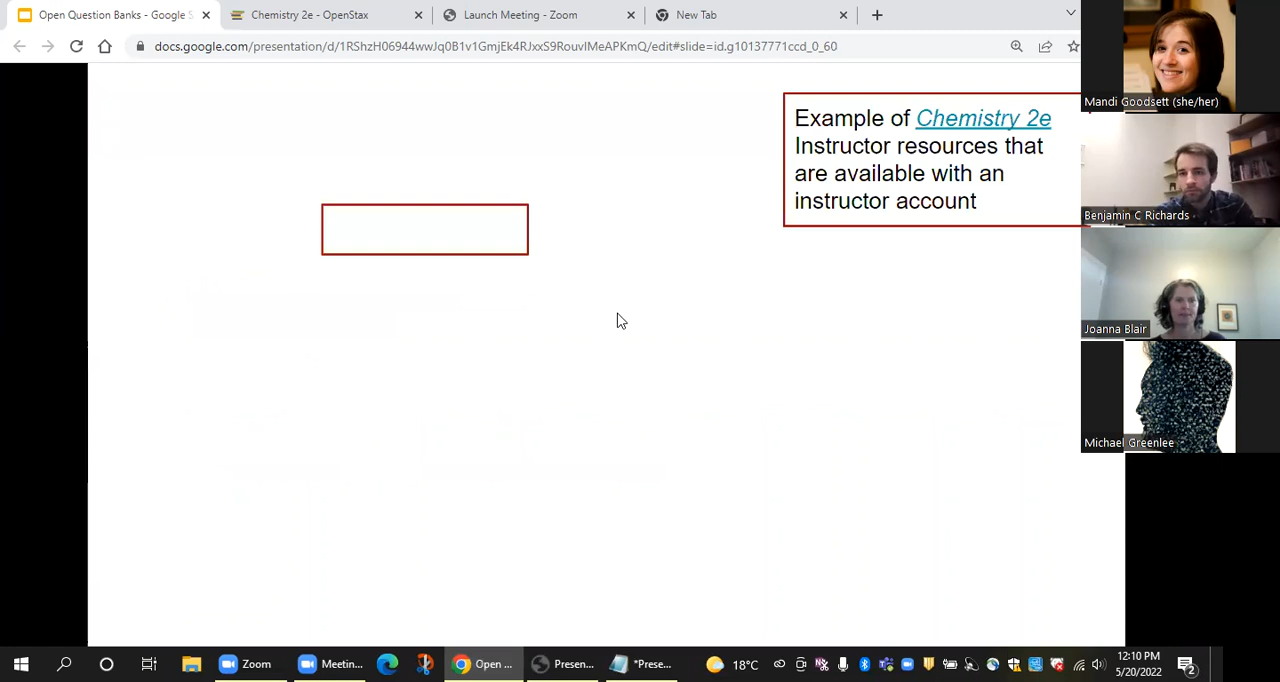 Open Question Banks - Google S
Chemistry 2e - OpenStax
Launch Meeting - Zoom
New Tab
docs.google.com/presentation/d/1RShzH06944wwJq0B1v1GmjEk4RJxxS9RouvIMeAPKmQ/edit#slide=id.g10137771ccd_0_60
Example of Chemistry 2e
Instructor resources that
are available with an
instructor account
Mandi Goodsett (she/her)
Benjamin C Richards
Joanna Blair
Michael Greenlee
Zoom
Meetin...
Open ...
Presen...
*Prese...
18°C
12:10 PM
5/20/2022
2